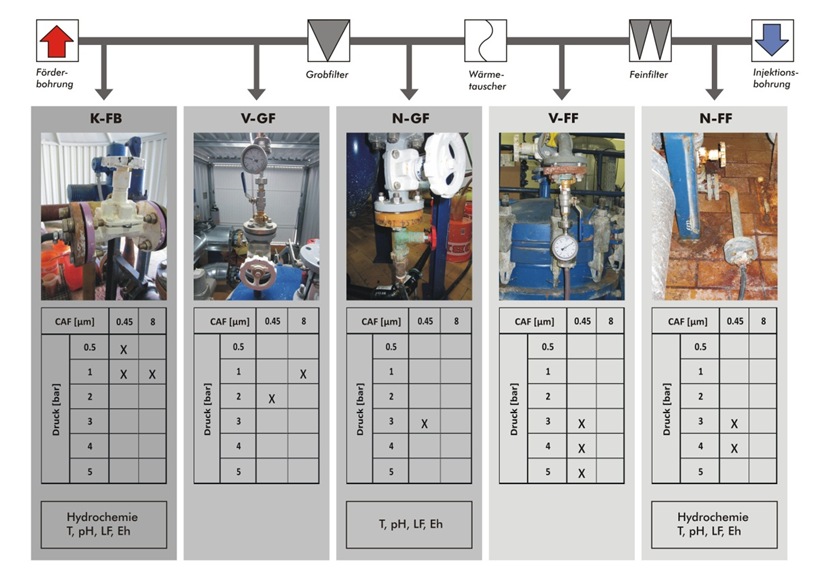 Förder-
bohrung
Grobfilter
Wärme-
tauscher
Feinfilter
Injektions-
bohrung
K-FB
V-GF
N-GF
V-FF
N-FF
CAF [µm] 0.45 8
Druck [bar]
0.5 X
1 X X
2
3
4
5
Hydrochemie
T, pH, LF, Eh
CAF [µm] 0.45 8
Druck [bar]
0.5
1 X
2 X
3
4
5
CAF [µm] 0.45 8
Druck [bar]
0.5
1
2
3 X
4
5
T, pH, LF, Eh
CAF [µm] 0.45 8
Druck [bar]
0.5
1
2
3 X
4 X
5 X
CAF [µm] 0.45 8
Druck [bar]
0.5
1
2
3 X
4 X
5
Hydrochemie
T, pH, LF, Eh